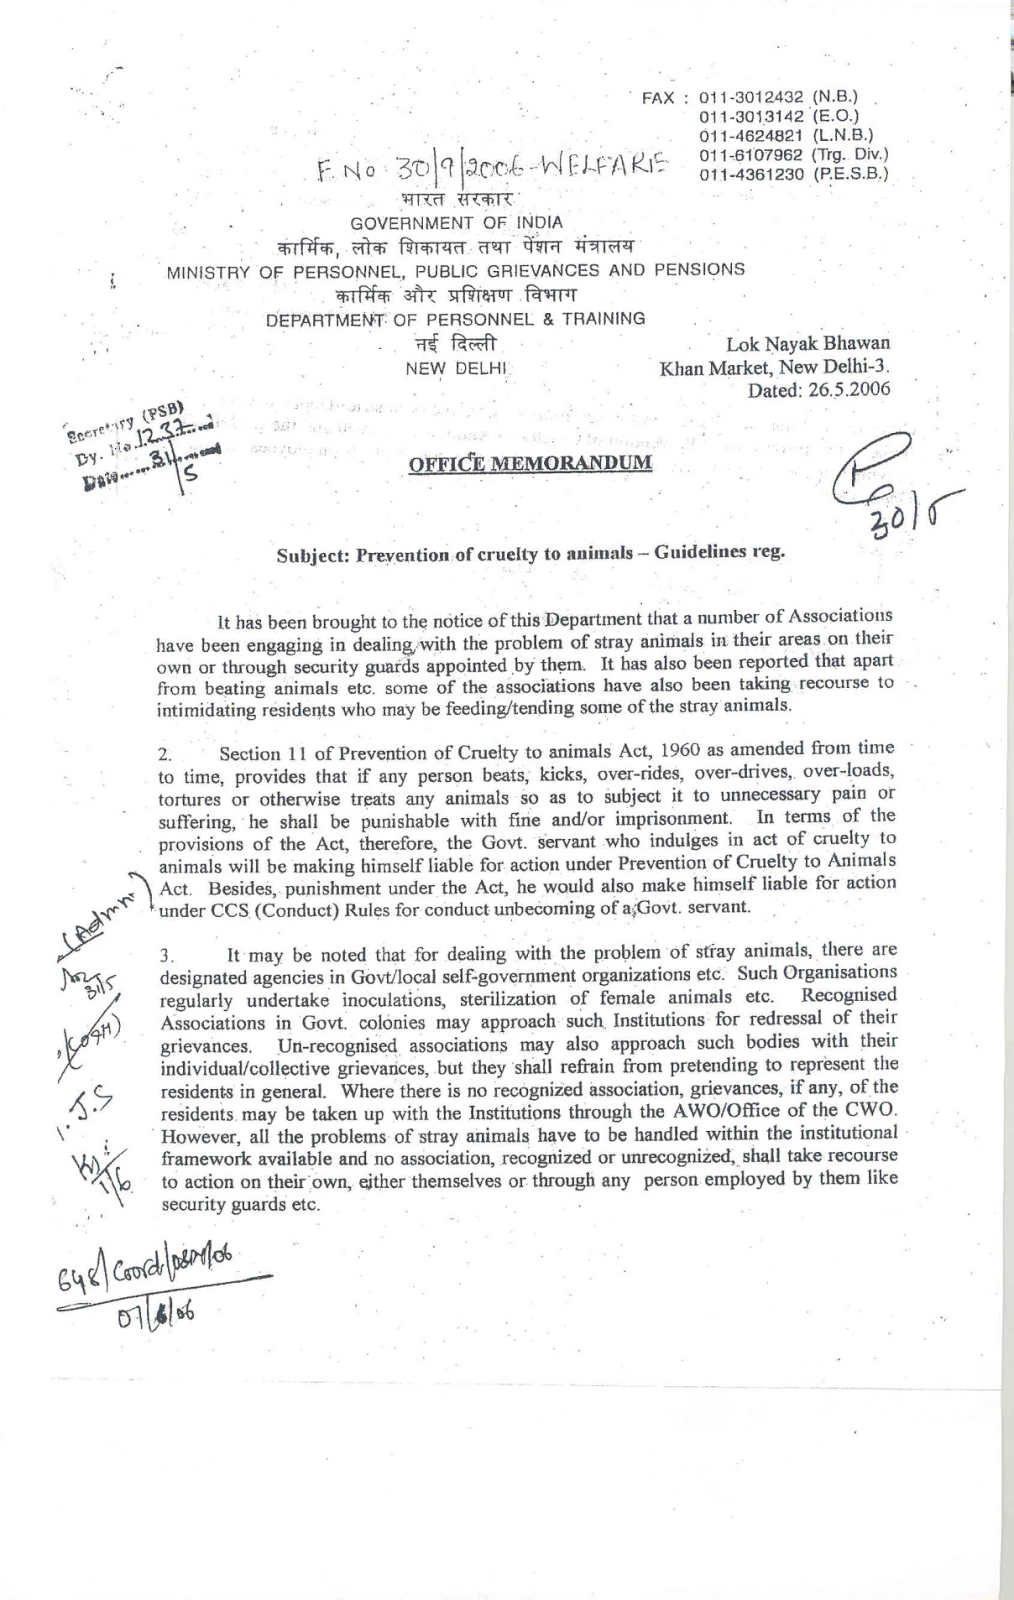 FAX : 011-3012432 (N.B.)
011-3013142 (E.O.)
011-4624821 (L.N.B.)
011-6107962 (Trg. Div.)
011-4361230 (P.E.S.B.)
F. No 30/9/2006-WELFARE
भारत सरकार
GOVERNMENT OF INDIA
कार्मिक, लोक शिकायत तथा पेंशन मंत्रालय
MINISTRY OF PERSONNEL, PUBLIC GRIEVANCES AND PENSIONS
कार्मिक और प्रशिक्षण विभाग
DEPARTMENT OF PERSONNEL & TRAINING
नई दिल्ली
NEW DELHI
Lok Nayak Bhawan
Khan Market, New Delhi-3.
Dated: 26.5.2006
Secretary (PSB)
Dy. No. 1237
Date 31/5
OFFICE MEMORANDUM
30/5
Subject: Prevention of cruelty to animals – Guidelines reg.
It has been brought to the notice of this Department that a number of Associations
have been engaging in dealing with the problem of stray animals in their areas on their
own or through security guards appointed by them. It has also been reported that apart
from beating animals etc. some of the associations have also been taking recourse to
intimidating residents who may be feeding/tending some of the stray animals.
2. Section 11 of Prevention of Cruelty to animals Act, 1960 as amended from time
to time, provides that if any person beats, kicks, over-rides, over-drives, over-loads,
tortures or otherwise treats any animals so as to subject it to unnecessary pain or
suffering, he shall be punishable with fine and/or imprisonment. In terms of the
provisions of the Act, therefore, the Govt. servant who indulges in act of cruelty to
animals will be making himself liable for action under Prevention of Cruelty to Animals
Act. Besides, punishment under the Act, he would also make himself liable for action
under CCS (Conduct) Rules for conduct unbecoming of a Govt. servant.
(Admn)
31/5
J.S
1/6
3. It may be noted that for dealing with the problem of stray animals, there are
designated agencies in Govt/local self-government organizations etc. Such Organisations
regularly undertake inoculations, sterilization of female animals etc. Recognised
Associations in Govt. colonies may approach such Institutions for redressal of their
grievances. Un-recognised associations may also approach such bodies with their
individual/collective grievances, but they shall refrain from pretending to represent the
residents in general. Where there is no recognized association, grievances, if any, of the
residents may be taken up with the Institutions through the AWO/Office of the CWO.
However, all the problems of stray animals have to be handled within the institutional
framework available and no association, recognized or unrecognized, shall take recourse
to action on their own, either themselves or through any person employed by them like
security guards etc.
648/Coord/
07/6/06